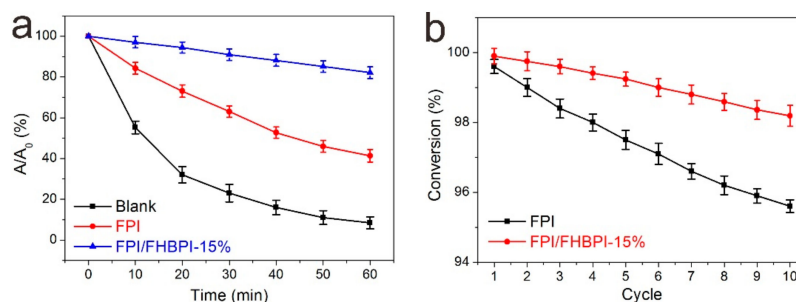 a
A/A₀ (%)
100
80
60
40
20
0
Blank
FPI
FPI/FHBPI-15%
0 10 20 30 40 50 60
Time (min)
b
Conversion (%)
100
98
96
94
FPI
FPI/FHBPI-15%
1 2 3 4 5 6 7 8 9 10
Cycle